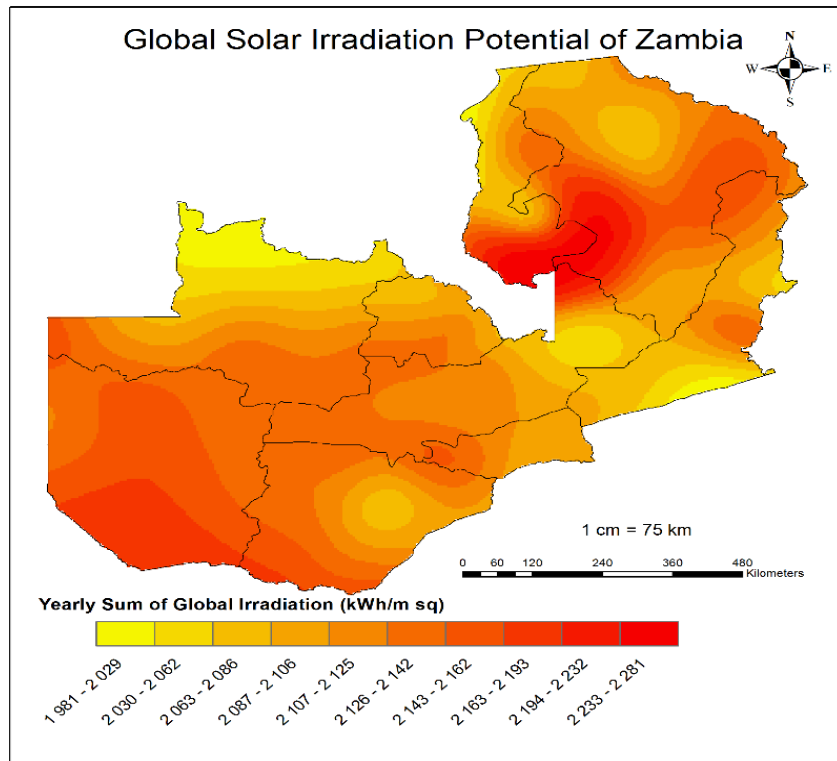 Global Solar Irradiation Potential of Zambia
N
W E
S
1 cm = 75 km
0 60 120 240 360 480
Kilometers
Yearly Sum of Global Irradiation (kWh/m sq)
1 981 - 2 029
2 030 - 2 062
2 063 - 2 086
2 087 - 2 106
2 107 - 2 125
2 126 - 2 142
2 143 - 2 162
2 163 - 2 193
2 194 - 2 232
2 233 - 2 281